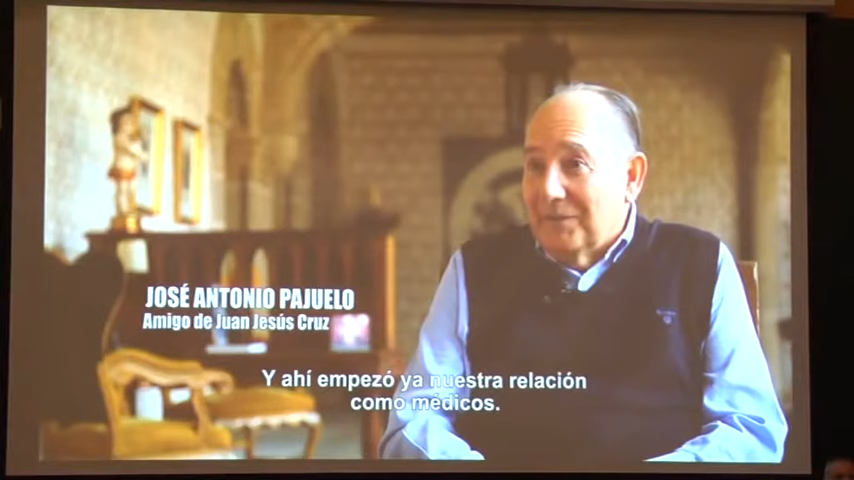 JOSÉ ANTONIO PAJUELO
Amigo de Juan Jesús Cruz
Y ahí empezó ya nuestra relación
como médicos.